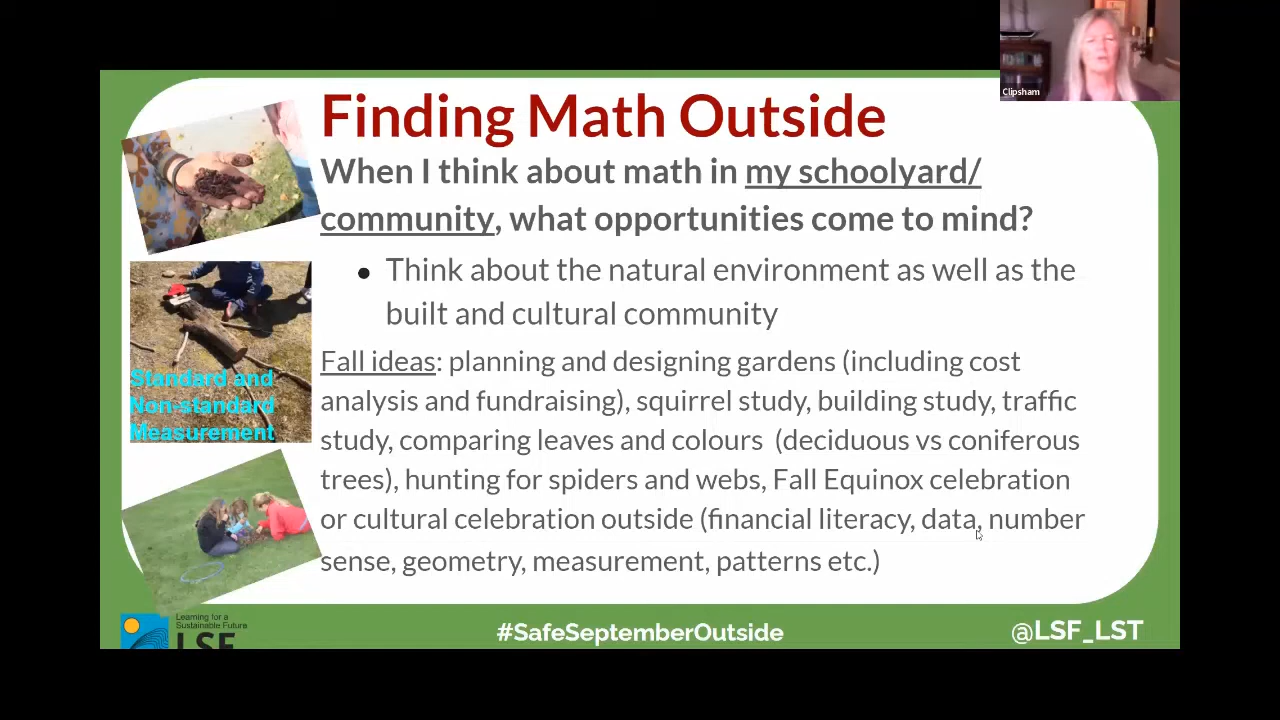 Clipsham
Finding Math Outside
When I think about math in my schoolyard/
community, what opportunities come to mind?
● Think about the natural environment as well as the
built and cultural community
Fall ideas: planning and designing gardens (including cost
analysis and fundraising), squirrel study, building study, traffic
study, comparing leaves and colours (deciduous vs coniferous
trees), hunting for spiders and webs, Fall Equinox celebration
or cultural celebration outside (financial literacy, data, number
sense, geometry, measurement, patterns etc.)
Standard and
Non-standard
Measurement
Learning for a
Sustainable Future
LSF
#SafeSeptemberOutside
@LSF_LST